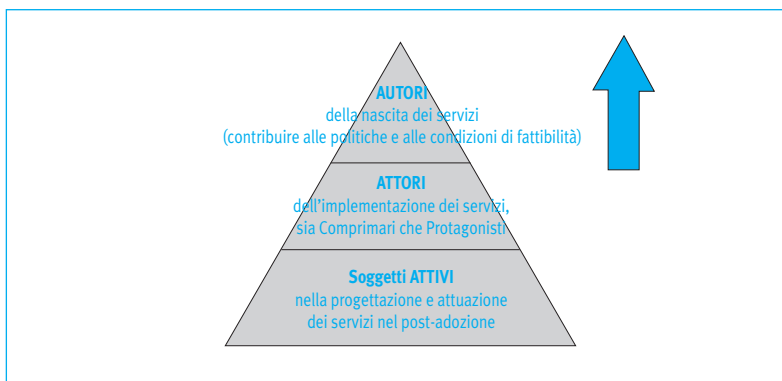 AUTORI
della nascita dei servizi
(contribuire alle politiche e alle condizioni di fattibilità)
ATTORI
dell'implementazione dei servizi,
sia Comprimari che Protagonisti
Soggetti ATTIVI
nella progettazione e attuazione
dei servizi nel post-adozione